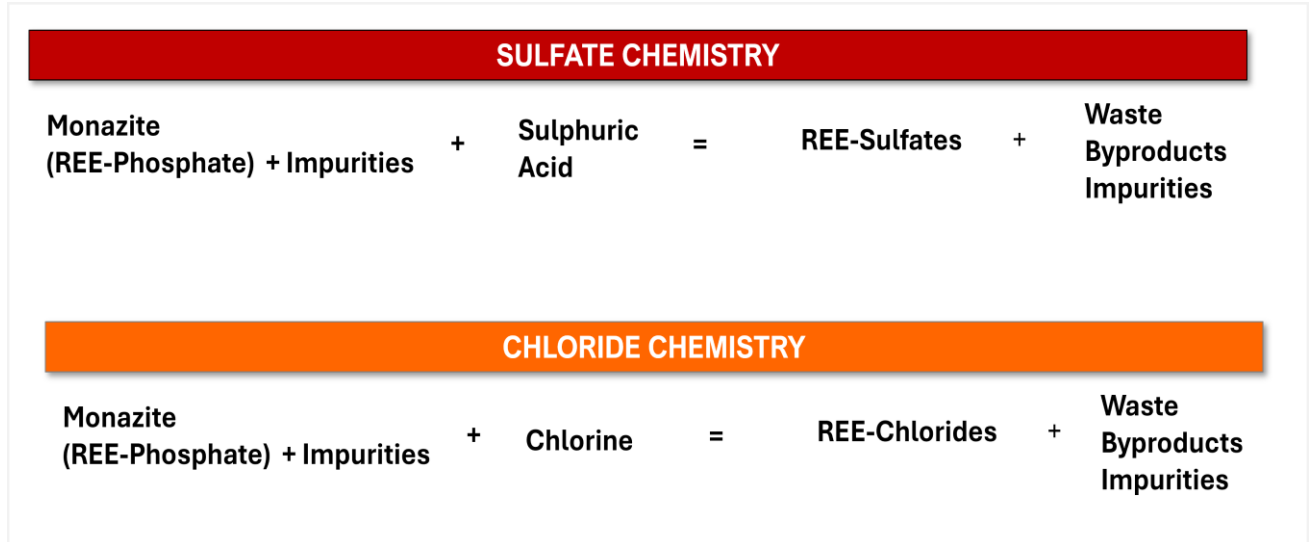 SULFATE CHEMISTRY
Monazite
(REE-Phosphate) + Impurities
+
Sulphuric
Acid
=
REE-Sulfates
+
Waste
Byproducts
Impurities
CHLORIDE CHEMISTRY
Monazite
(REE-Phosphate) + Impurities
+
Chlorine
=
REE-Chlorides
+
Waste
Byproducts
Impurities